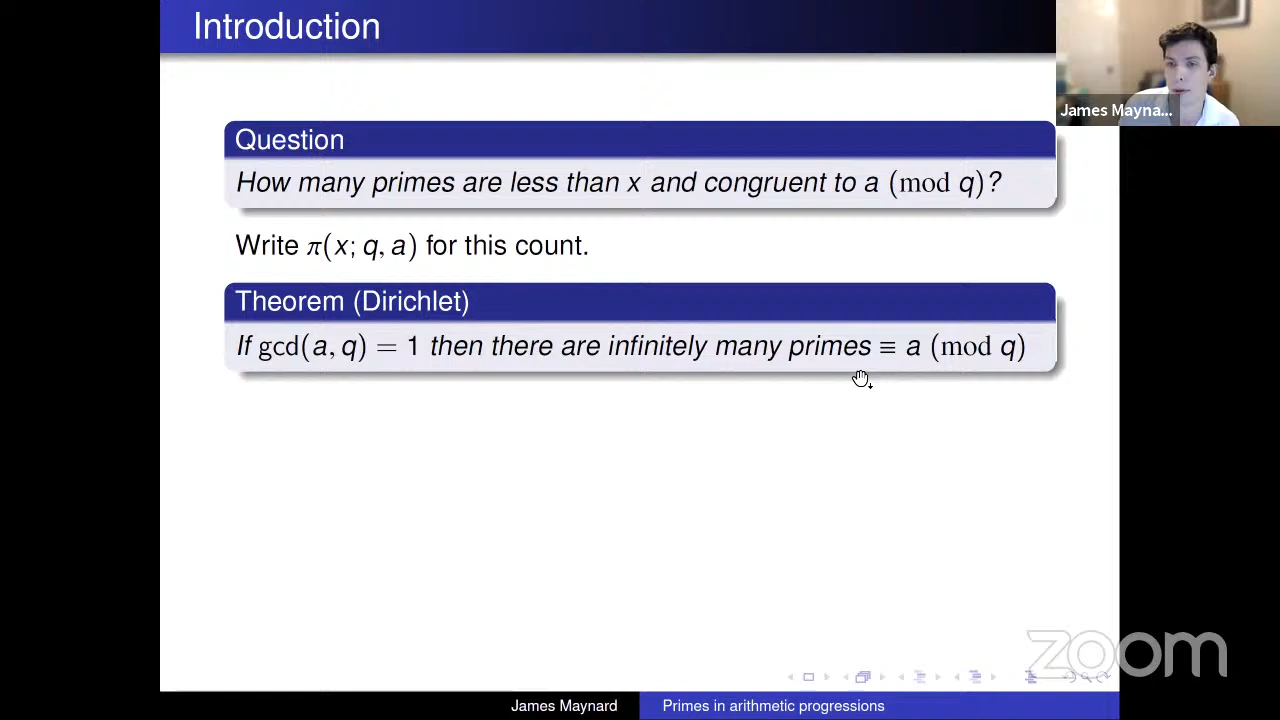 Introduction
James Mayna...
Question
How many primes are less than x and congruent to a (mod q)?
Write π(x; q, a) for this count.
Theorem (Dirichlet)
If gcd(a, q) = 1 then there are infinitely many primes ≡ a (mod q)
zoom
James Maynard
Primes in arithmetic progressions